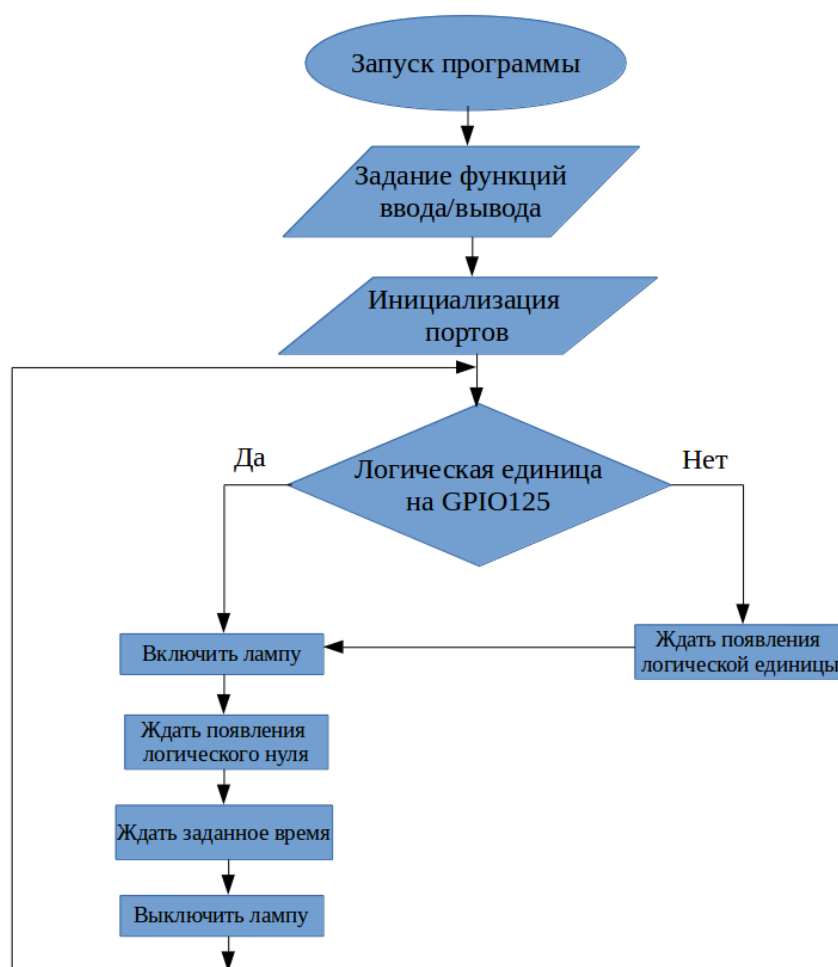 Запуск программы
Задание функций
ввода/вывода
Инициализация
портов
Да
Логическая единица
на GPIO125
Нет
Включить лампу
Ждать появления
логической единицы
Ждать появления
логического нуля
Ждать заданное время
Выключить лампу